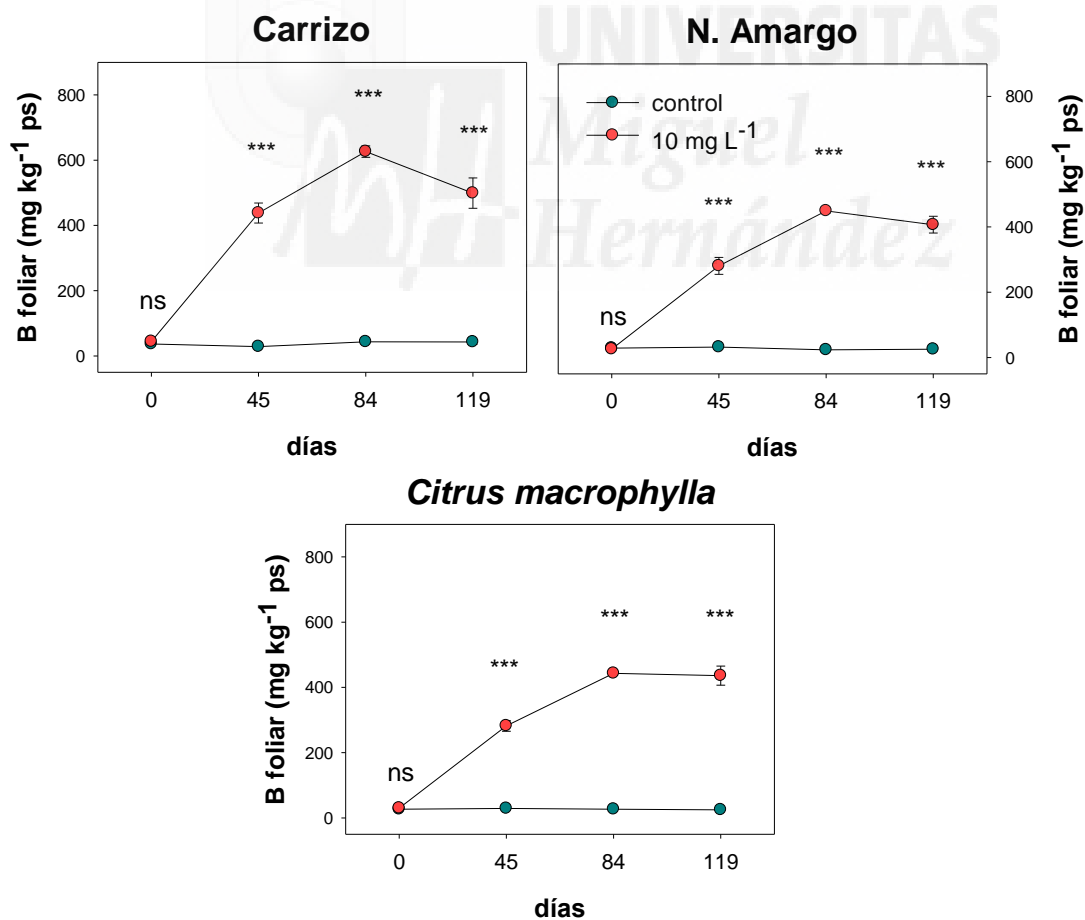 UNIVERSITAS
Miguel
Hernández
Carrizo
N. Amargo
B foliar (mg kg-1 ps)
800
600
400
200
0
ns
***
***
***
0 45 84 119
días
control
10 mg L-1
ns
***
***
***
800
600
400
200
0
B foliar (mg kg-1 ps)
0 45 84 119
días
Citrus macrophylla
B foliar (mg kg-1 ps)
800
600
400
200
0
ns
***
***
***
0 45 84 119
días